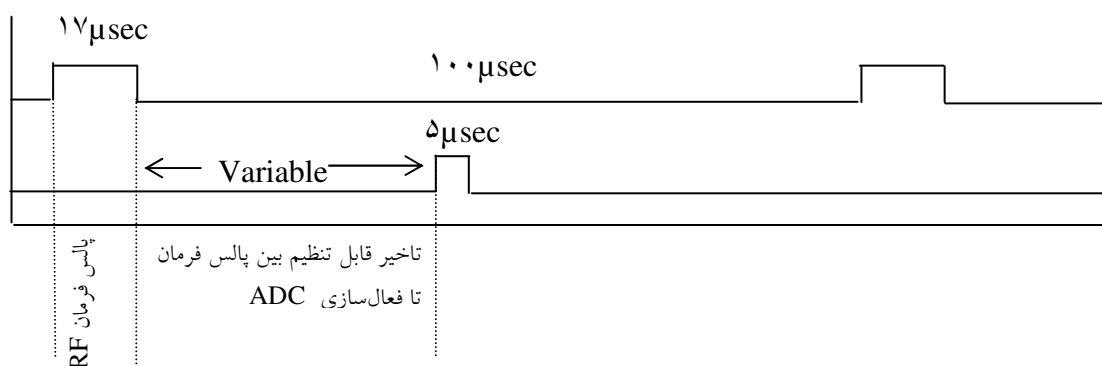 ۱۷µsec
۱۰۰µsec
۵µsec
Variable
تاخیر قابل تنظیم بین پالس فرمان
تا فعال‌سازی ADC
پالس فرمان RF